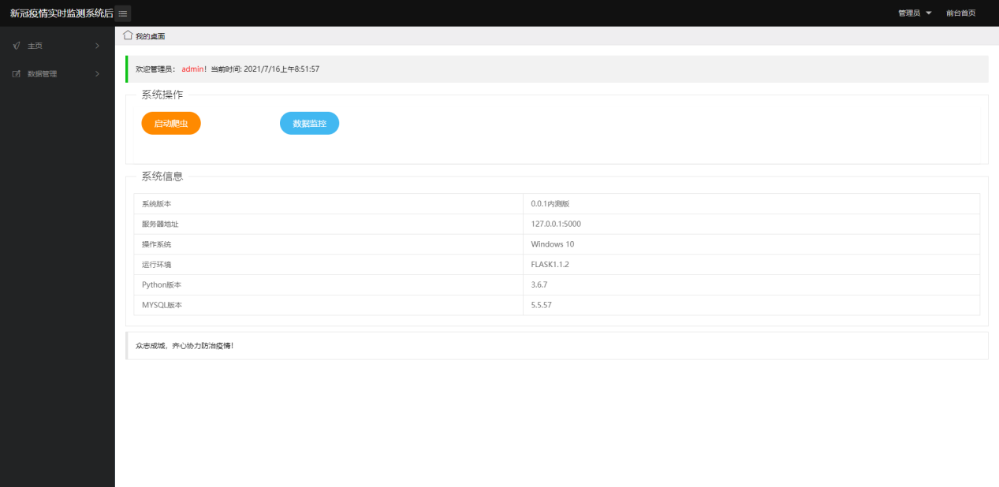 新冠疫情实时监测系统后
管理员
前台首页
主页
数据管理
我的桌面
欢迎管理员： admin！当前时间: 2021/7/16上午8:51:57
系统操作
启动爬虫
数据监控
系统信息
系统版本 0.0.1内测版
服务器地址 127.0.0.1:5000
操作系统 Windows 10
运行环境 FLASK1.1.2
Python版本 3.6.7
MYSQL版本 5.5.57
众志成城，齐心协力防治疫情！